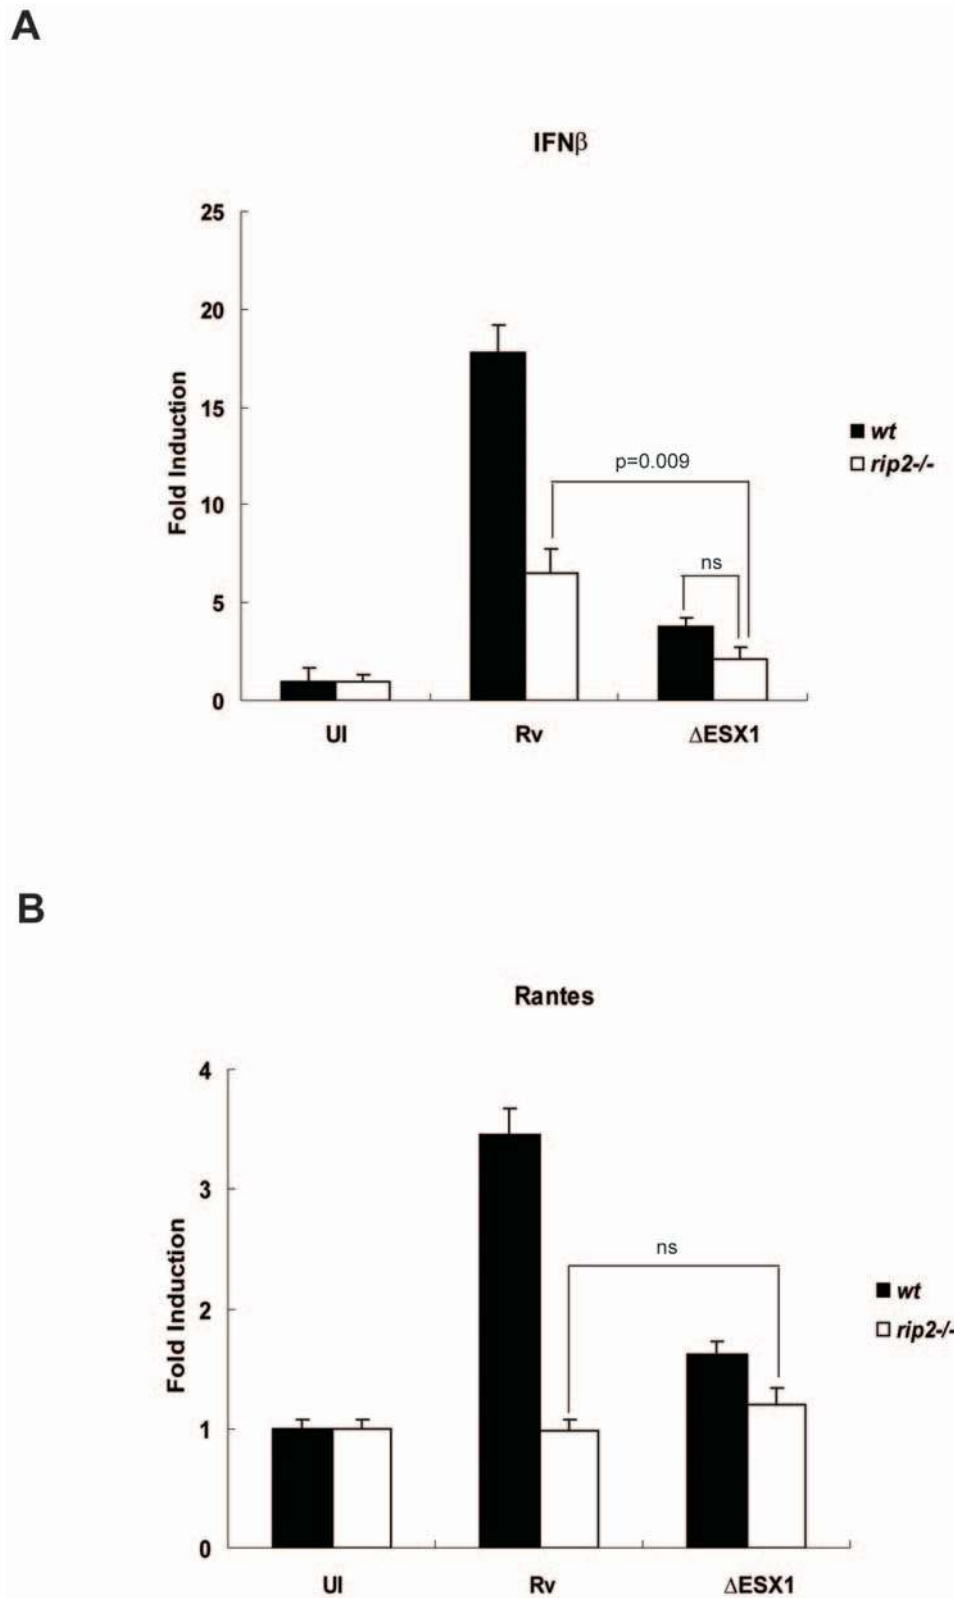 A
IFNβ
25
20
15
10
5
0
Fold Induction
p=0.009
ns
wt
rip2-/-
UI
Rv
ΔESX1
B
Rantes
4
3
2
1
0
Fold Induction
ns
wt
rip2-/-
UI
Rv
ΔESX1